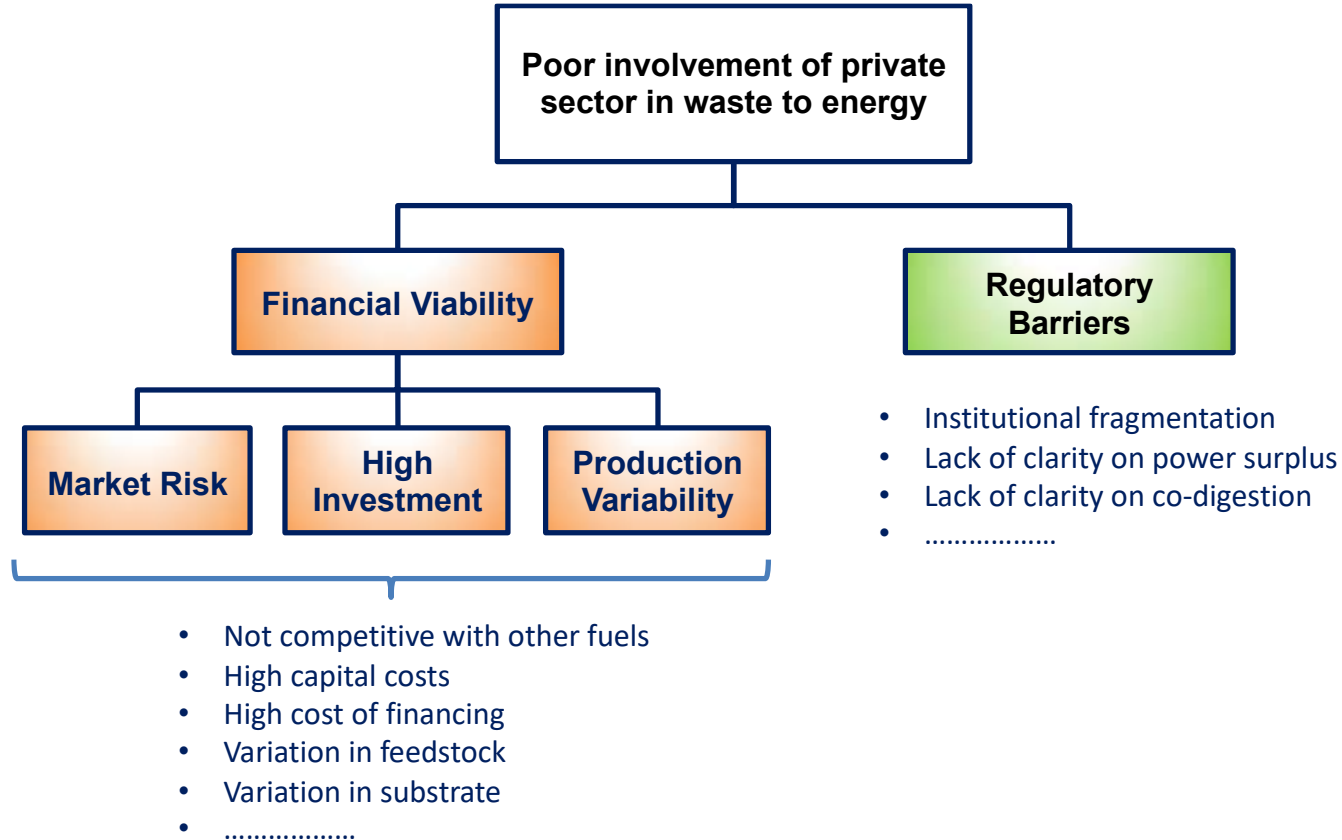 Poor involvement of private
sector in waste to energy
Financial Viability
Regulatory
Barriers
Market Risk
High
Investment
Production
Variability
• Institutional fragmentation
• Lack of clarity on power surplus
• Lack of clarity on co-digestion
• ………………
• Not competitive with other fuels
• High capital costs
• High cost of financing
• Variation in feedstock
• Variation in substrate
• ………………